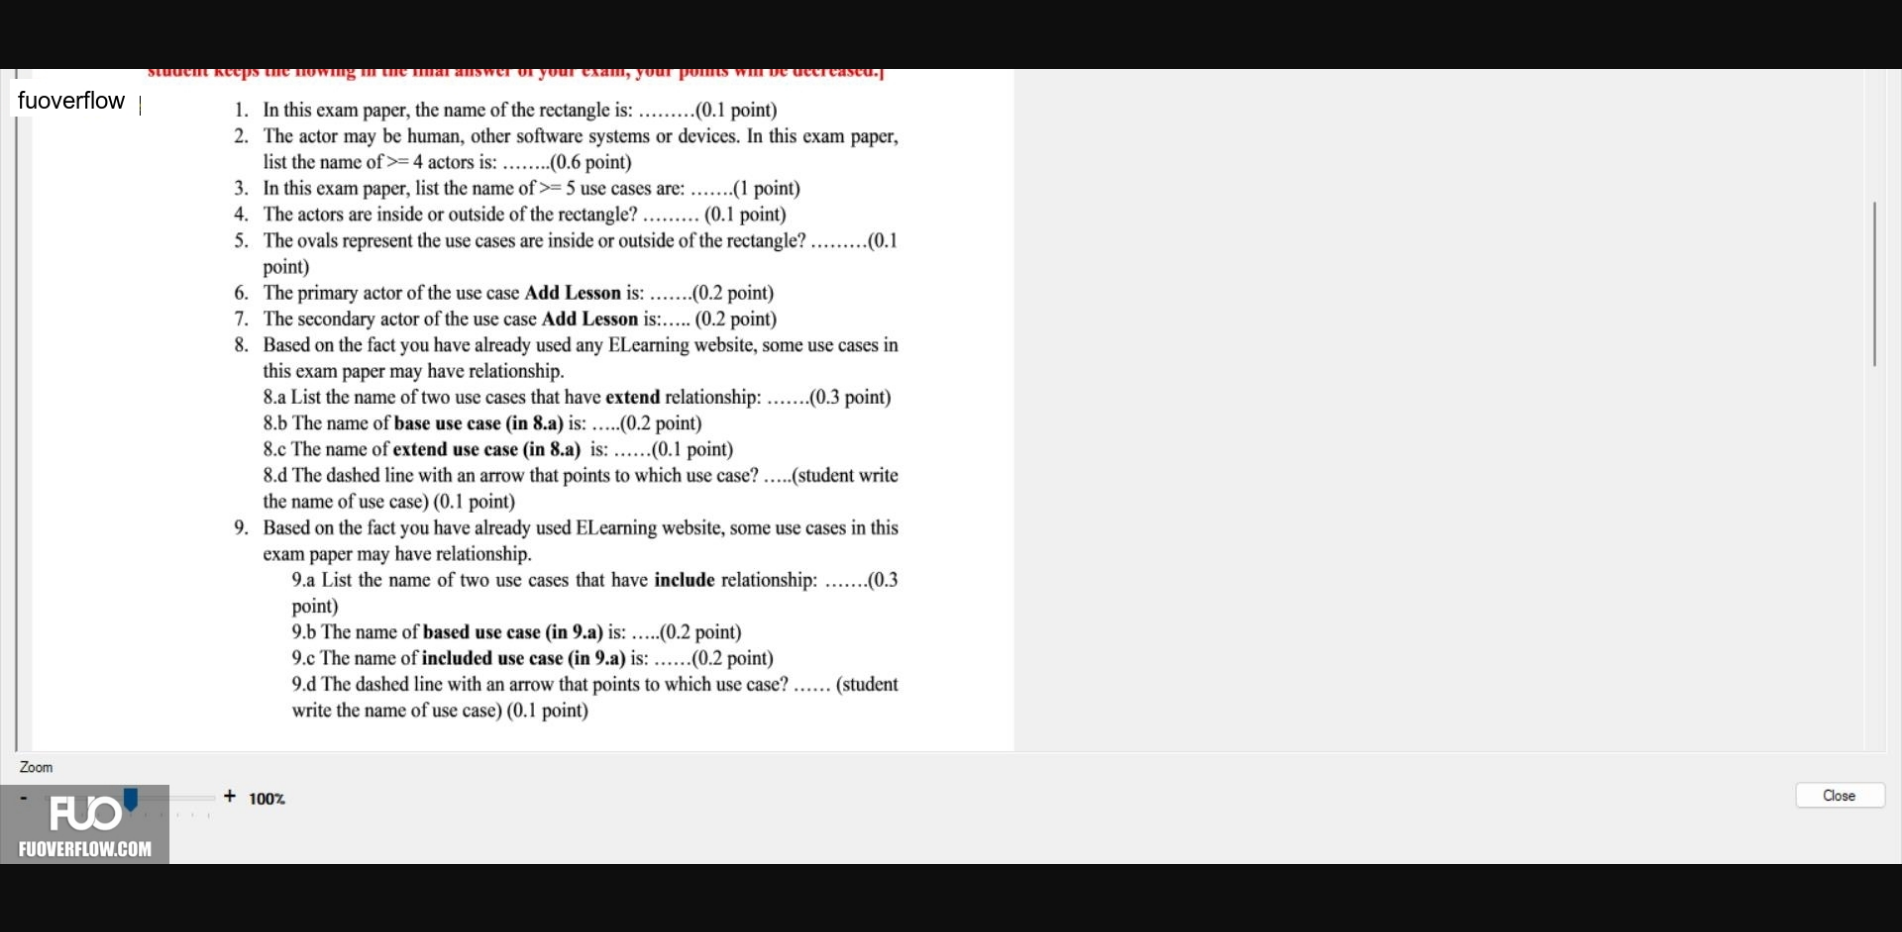 student keeps the flowing in the final answer of your exam, your points will be decreased.]
fuoverflow
1. In this exam paper, the name of the rectangle is: ………(0.1 point)
2. The actor may be human, other software systems or devices. In this exam paper,
list the name of >= 4 actors is: ……..(0.6 point)
3. In this exam paper, list the name of >= 5 use cases are: …….(1 point)
4. The actors are inside or outside of the rectangle? ……… (0.1 point)
5. The ovals represent the use cases are inside or outside of the rectangle? ………(0.1
point)
6. The primary actor of the use case Add Lesson is: …….(0.2 point)
7. The secondary actor of the use case Add Lesson is:….. (0.2 point)
8. Based on the fact you have already used any ELearning website, some use cases in
this exam paper may have relationship.
8.a List the name of two use cases that have extend relationship: …….(0.3 point)
8.b The name of base use case (in 8.a) is: …..(0.2 point)
8.c The name of extend use case (in 8.a) is: ……(0.1 point)
8.d The dashed line with an arrow that points to which use case? …..(student write
the name of use case) (0.1 point)
9. Based on the fact you have already used ELearning website, some use cases in this
exam paper may have relationship.
9.a List the name of two use cases that have include relationship: …….(0.3
point)
9.b The name of based use case (in 9.a) is: …..(0.2 point)
9.c The name of included use case (in 9.a) is: ……(0.2 point)
9.d The dashed line with an arrow that points to which use case? …… (student
write the name of use case) (0.1 point)
Zoom
- + 100%
Close
FUO
FUOVERFLOW.COM